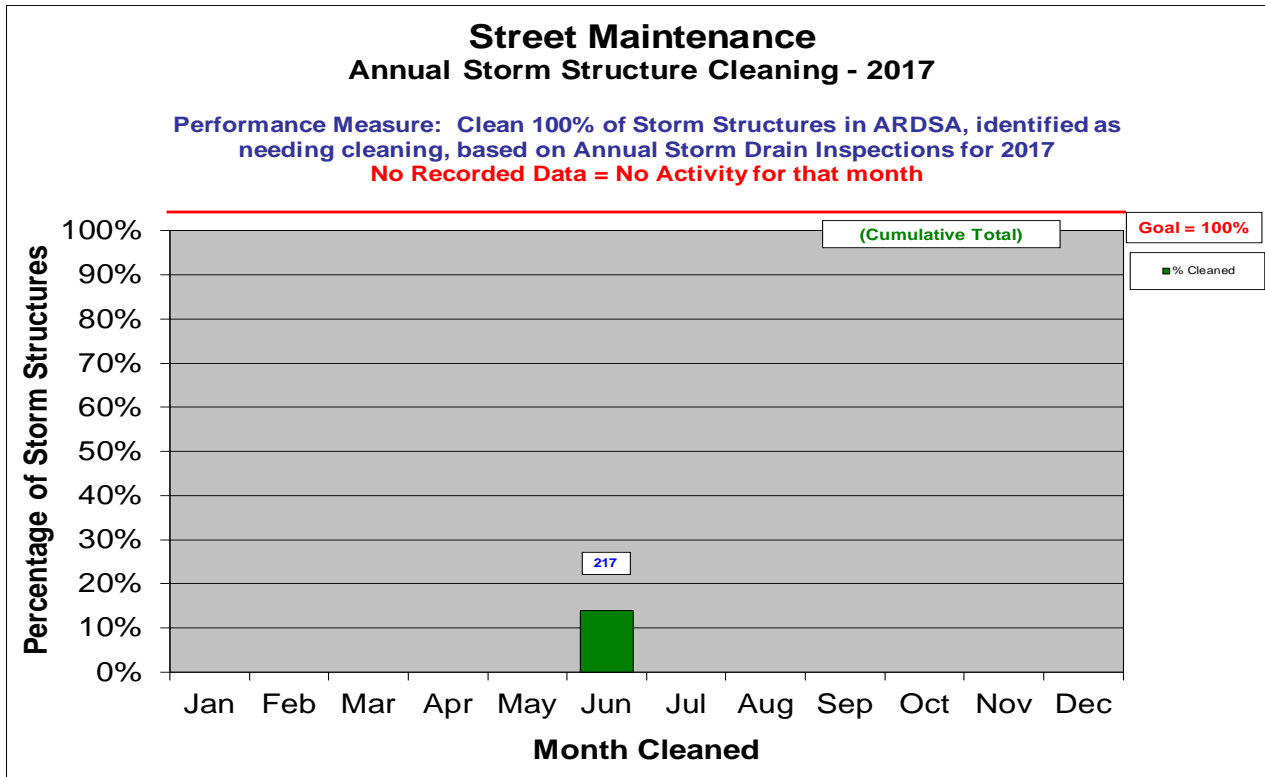 Street Maintenance
Annual Storm Structure Cleaning - 2017
Performance Measure: Clean 100% of Storm Structures in ARDSA, identified as
needing cleaning, based on Annual Storm Drain Inspections for 2017
No Recorded Data = No Activity for that month
(Cumulative Total)
Goal = 100%
% Cleaned
Percentage of Storm Structures
100%
90%
80%
70%
60%
50%
40%
30%
20%
10%
0%
217
Jan Feb Mar Apr May Jun Jul Aug Sep Oct Nov Dec
Month Cleaned